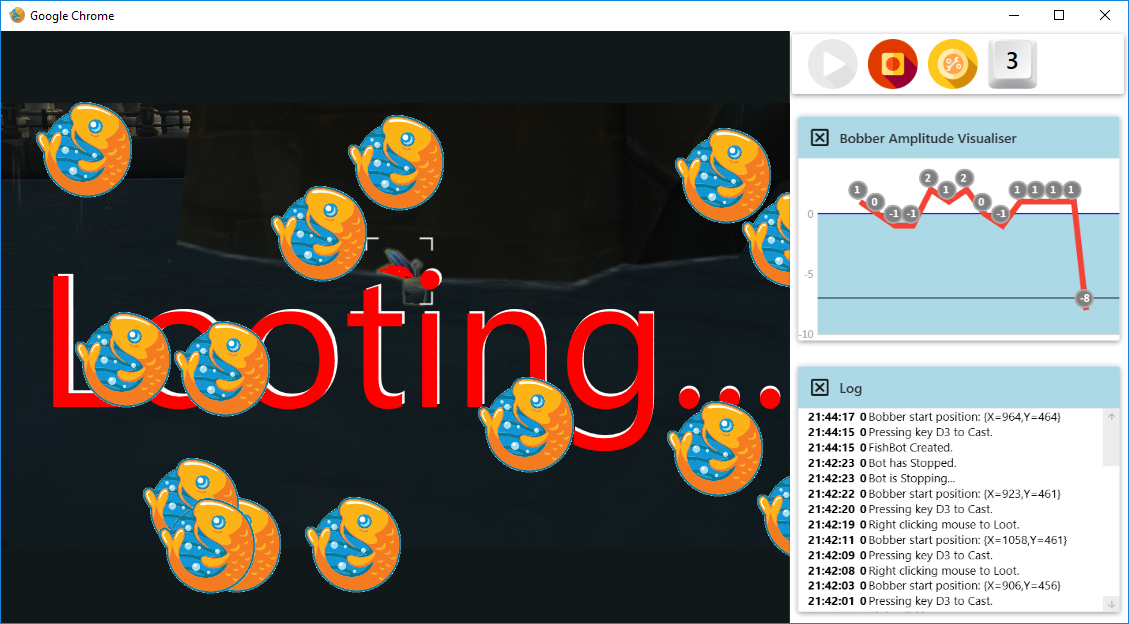 Google Chrome
3
Bobber Amplitude Visualiser
1
0
-1
-1
2
1
2
0
-1
1
1
1
1
-8
0
-5
-10
Looting...
Log
21:44:17 0 Bobber start position: {X=964,Y=464}
21:44:15 0 Pressing key D3 to Cast.
21:44:15 0 FishBot Created.
21:42:23 0 Bot has Stopped.
21:42:23 0 Bot is Stopping...
21:42:22 0 Bobber start position: {X=923,Y=461}
21:42:20 0 Pressing key D3 to Cast.
21:42:19 0 Right clicking mouse to Loot.
21:42:11 0 Bobber start position: {X=1058,Y=461}
21:42:09 0 Pressing key D3 to Cast.
21:42:08 0 Right clicking mouse to Loot.
21:42:03 0 Bobber start position: {X=906,Y=456}
21:42:01 0 Pressing key D3 to Cast.